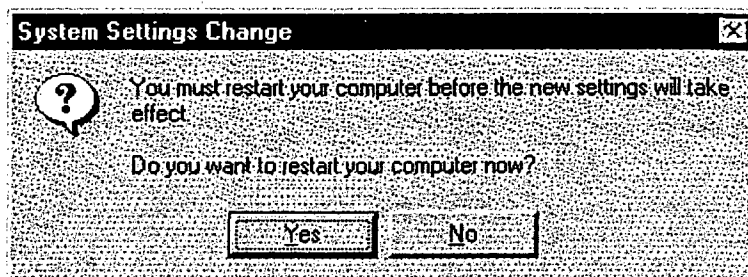 System Settings Change
?
You must restart your computer before the new settings will take
effect.
Do you want to restart your computer now?
Yes No